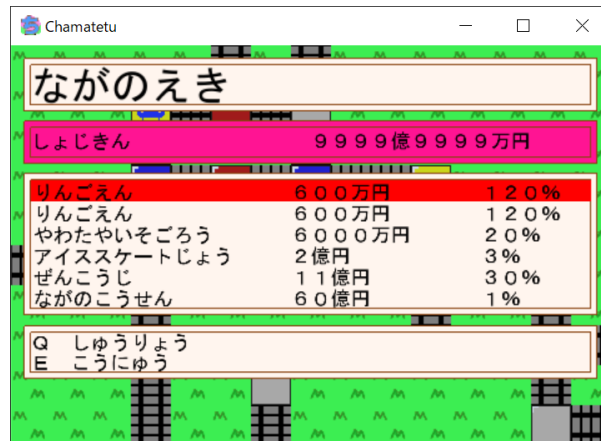 Chamatetu
ながのえき
しょじきん ９９９９億９９９９万円
りんごえん ６００万円 １２０%
りんごえん ６００万円 １２０%
やわたやいそごろう ６０００万円 ２０%
アイススケートじょう ２億円 ３%
ぜんこうじ １１億円 ３０%
ながのこうせん ６０億円 １%
Q しゅうりょう
E こうにゅう